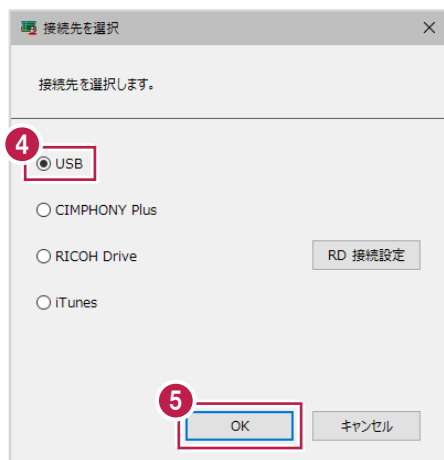 接続先を選択
接続先を選択します。
4
USB
CIMPHONY Plus
RICOH Drive
RD 接続設定
iTunes
5
OK
キャンセル